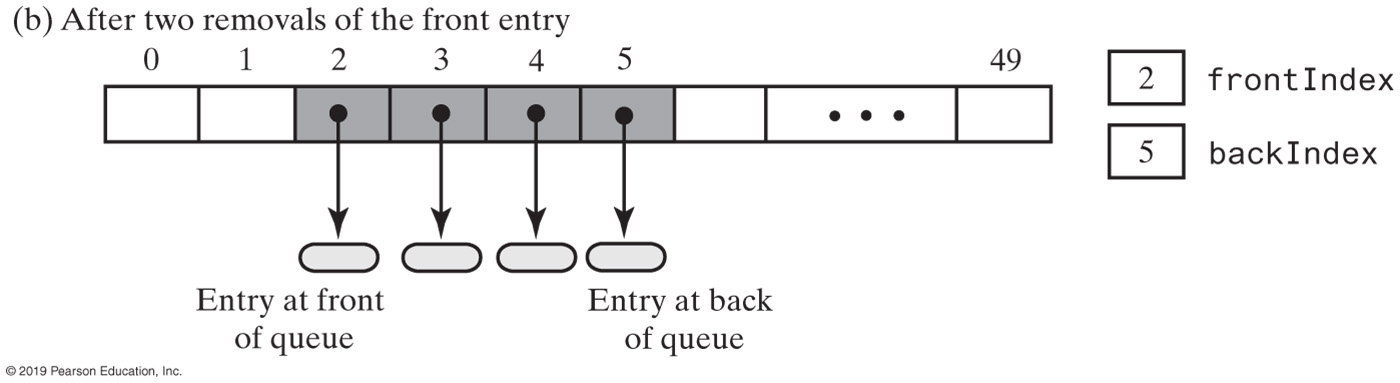 (b) After two removals of the front entry
0 1 2 3 4 5 49
2 frontIndex
5 backIndex
Entry at front
of queue
Entry at back
of queue
© 2019 Pearson Education, Inc.